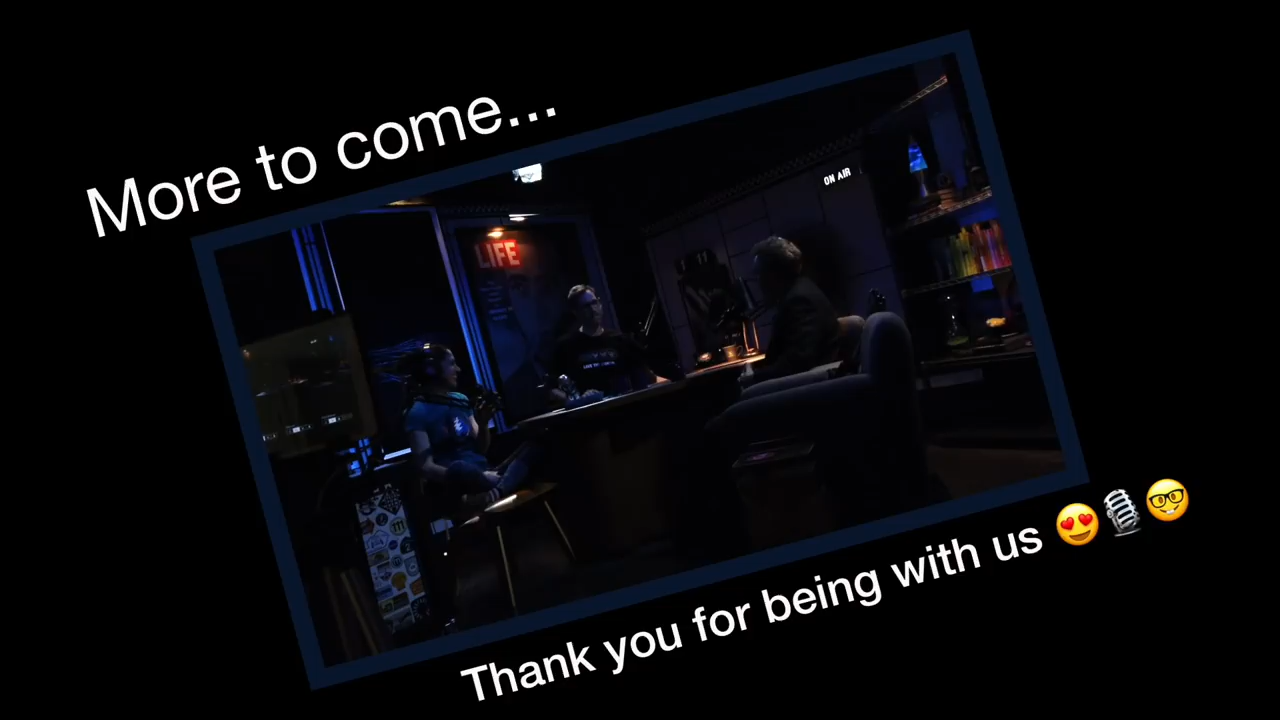 More to come...
ON AIR
LIFE
Thank you for being with us 😍🎙️🤓